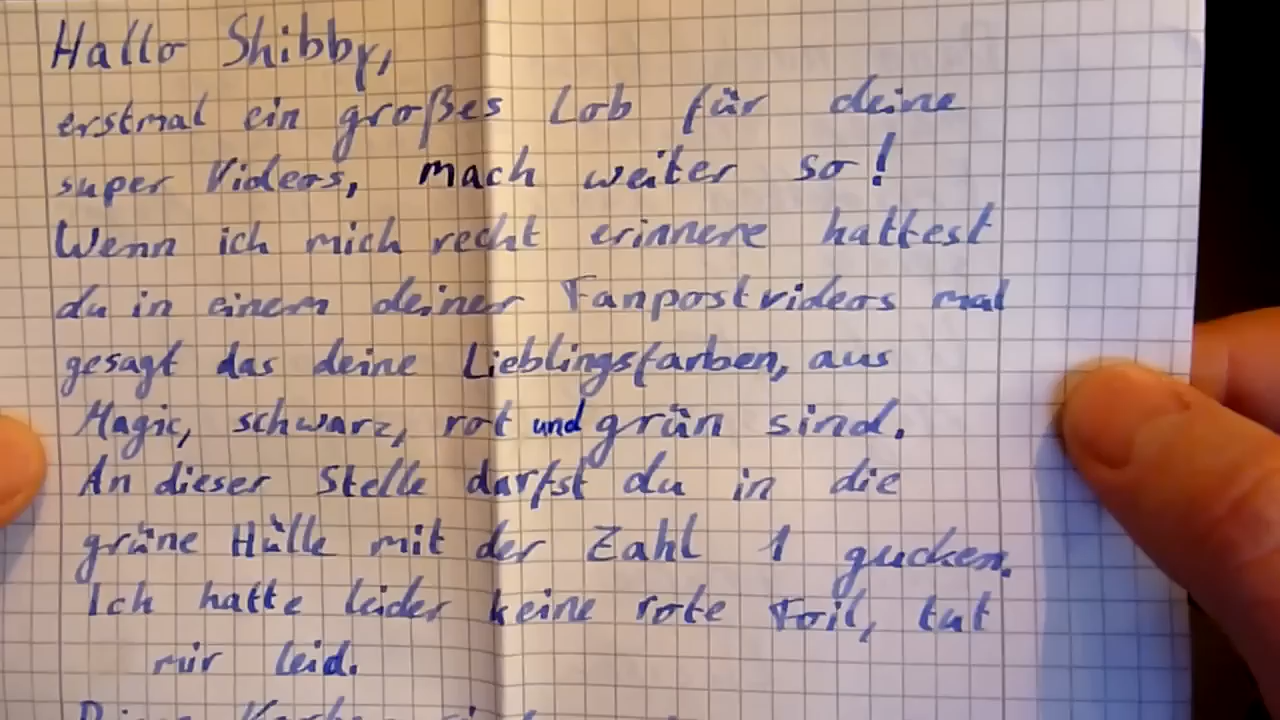 Hallo Shibby,
erstmal ein großes Lob für deine
super Videos, mach weiter so!
Wenn ich mich recht erinnere hattest
du in einem deiner Fanpostvideos mal
gesagt das deine Lieblingsfarben, aus
Magic, schwarz, rot und grün sind.
An dieser Stelle darfst du in die
grüne Hülle mit der Zahl 1 gucken.
Ich hatte leider keine rote Foil, tut
mir leid.